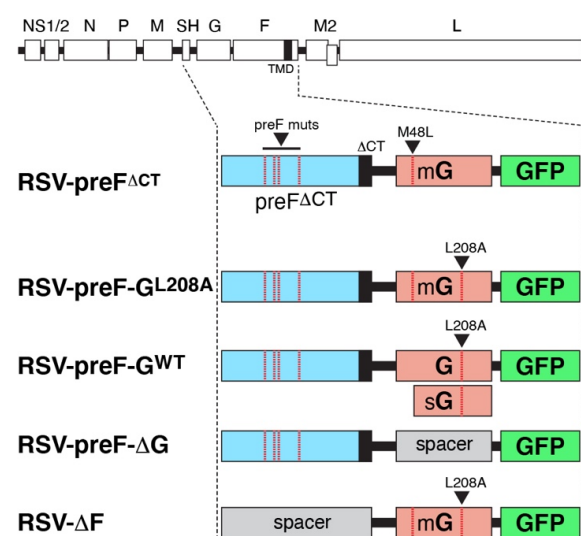 NS1/2 N P M SH G F M2 L
TMD
preF muts ΔCT M48L
RSV-preFΔCT mG GFP
preFΔCT
L208A
RSV-preF-GL208A mG GFP
L208A
RSV-preF-GWT G GFP
sG
RSV-preF-ΔG spacer GFP
L208A
RSV-ΔF spacer mG GFP